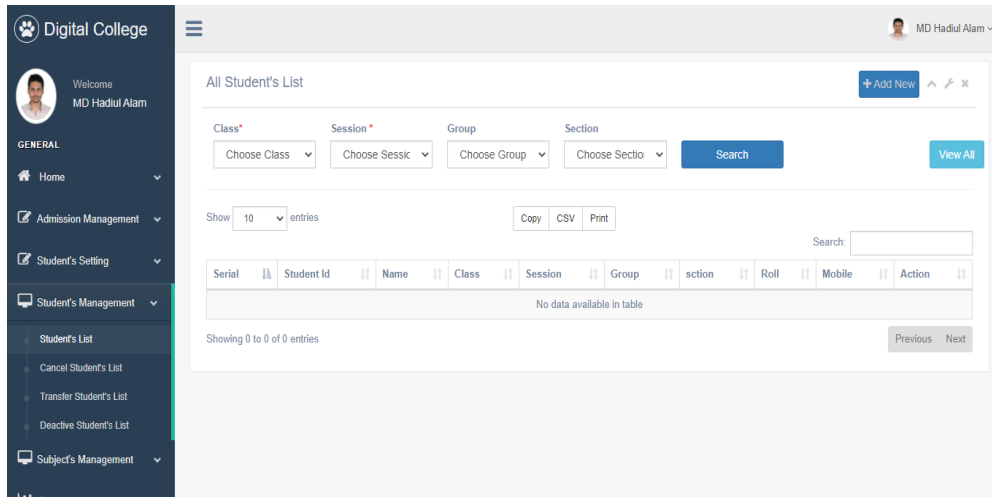 Digital College
MD Hadiul Alam
Welcome
MD Hadiul Alam
GENERAL
Home
Admission Management
Student's Setting
Student's Management
Student's List
Cancel Student's List
Transfer Student's List
Deactive Student's List
Subject's Management
All Student's List
Add New
Class* Session * Group Section
Choose Class Choose Sessic Choose Group Choose Sectio Search View All
Show 10 entries Copy CSV Print
Search:
Serial Student Id Name Class Session Group sction Roll Mobile Action
No data available in table
Showing 0 to 0 of 0 entries Previous Next